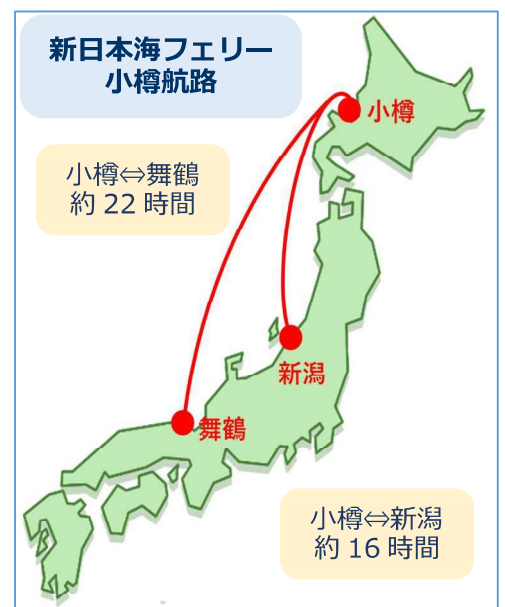 新日本海フェリー
小樽航路
小樽
小樽⇔舞鶴
約 22 時間
新潟
舞鶴
小樽⇔新潟
約 16 時間